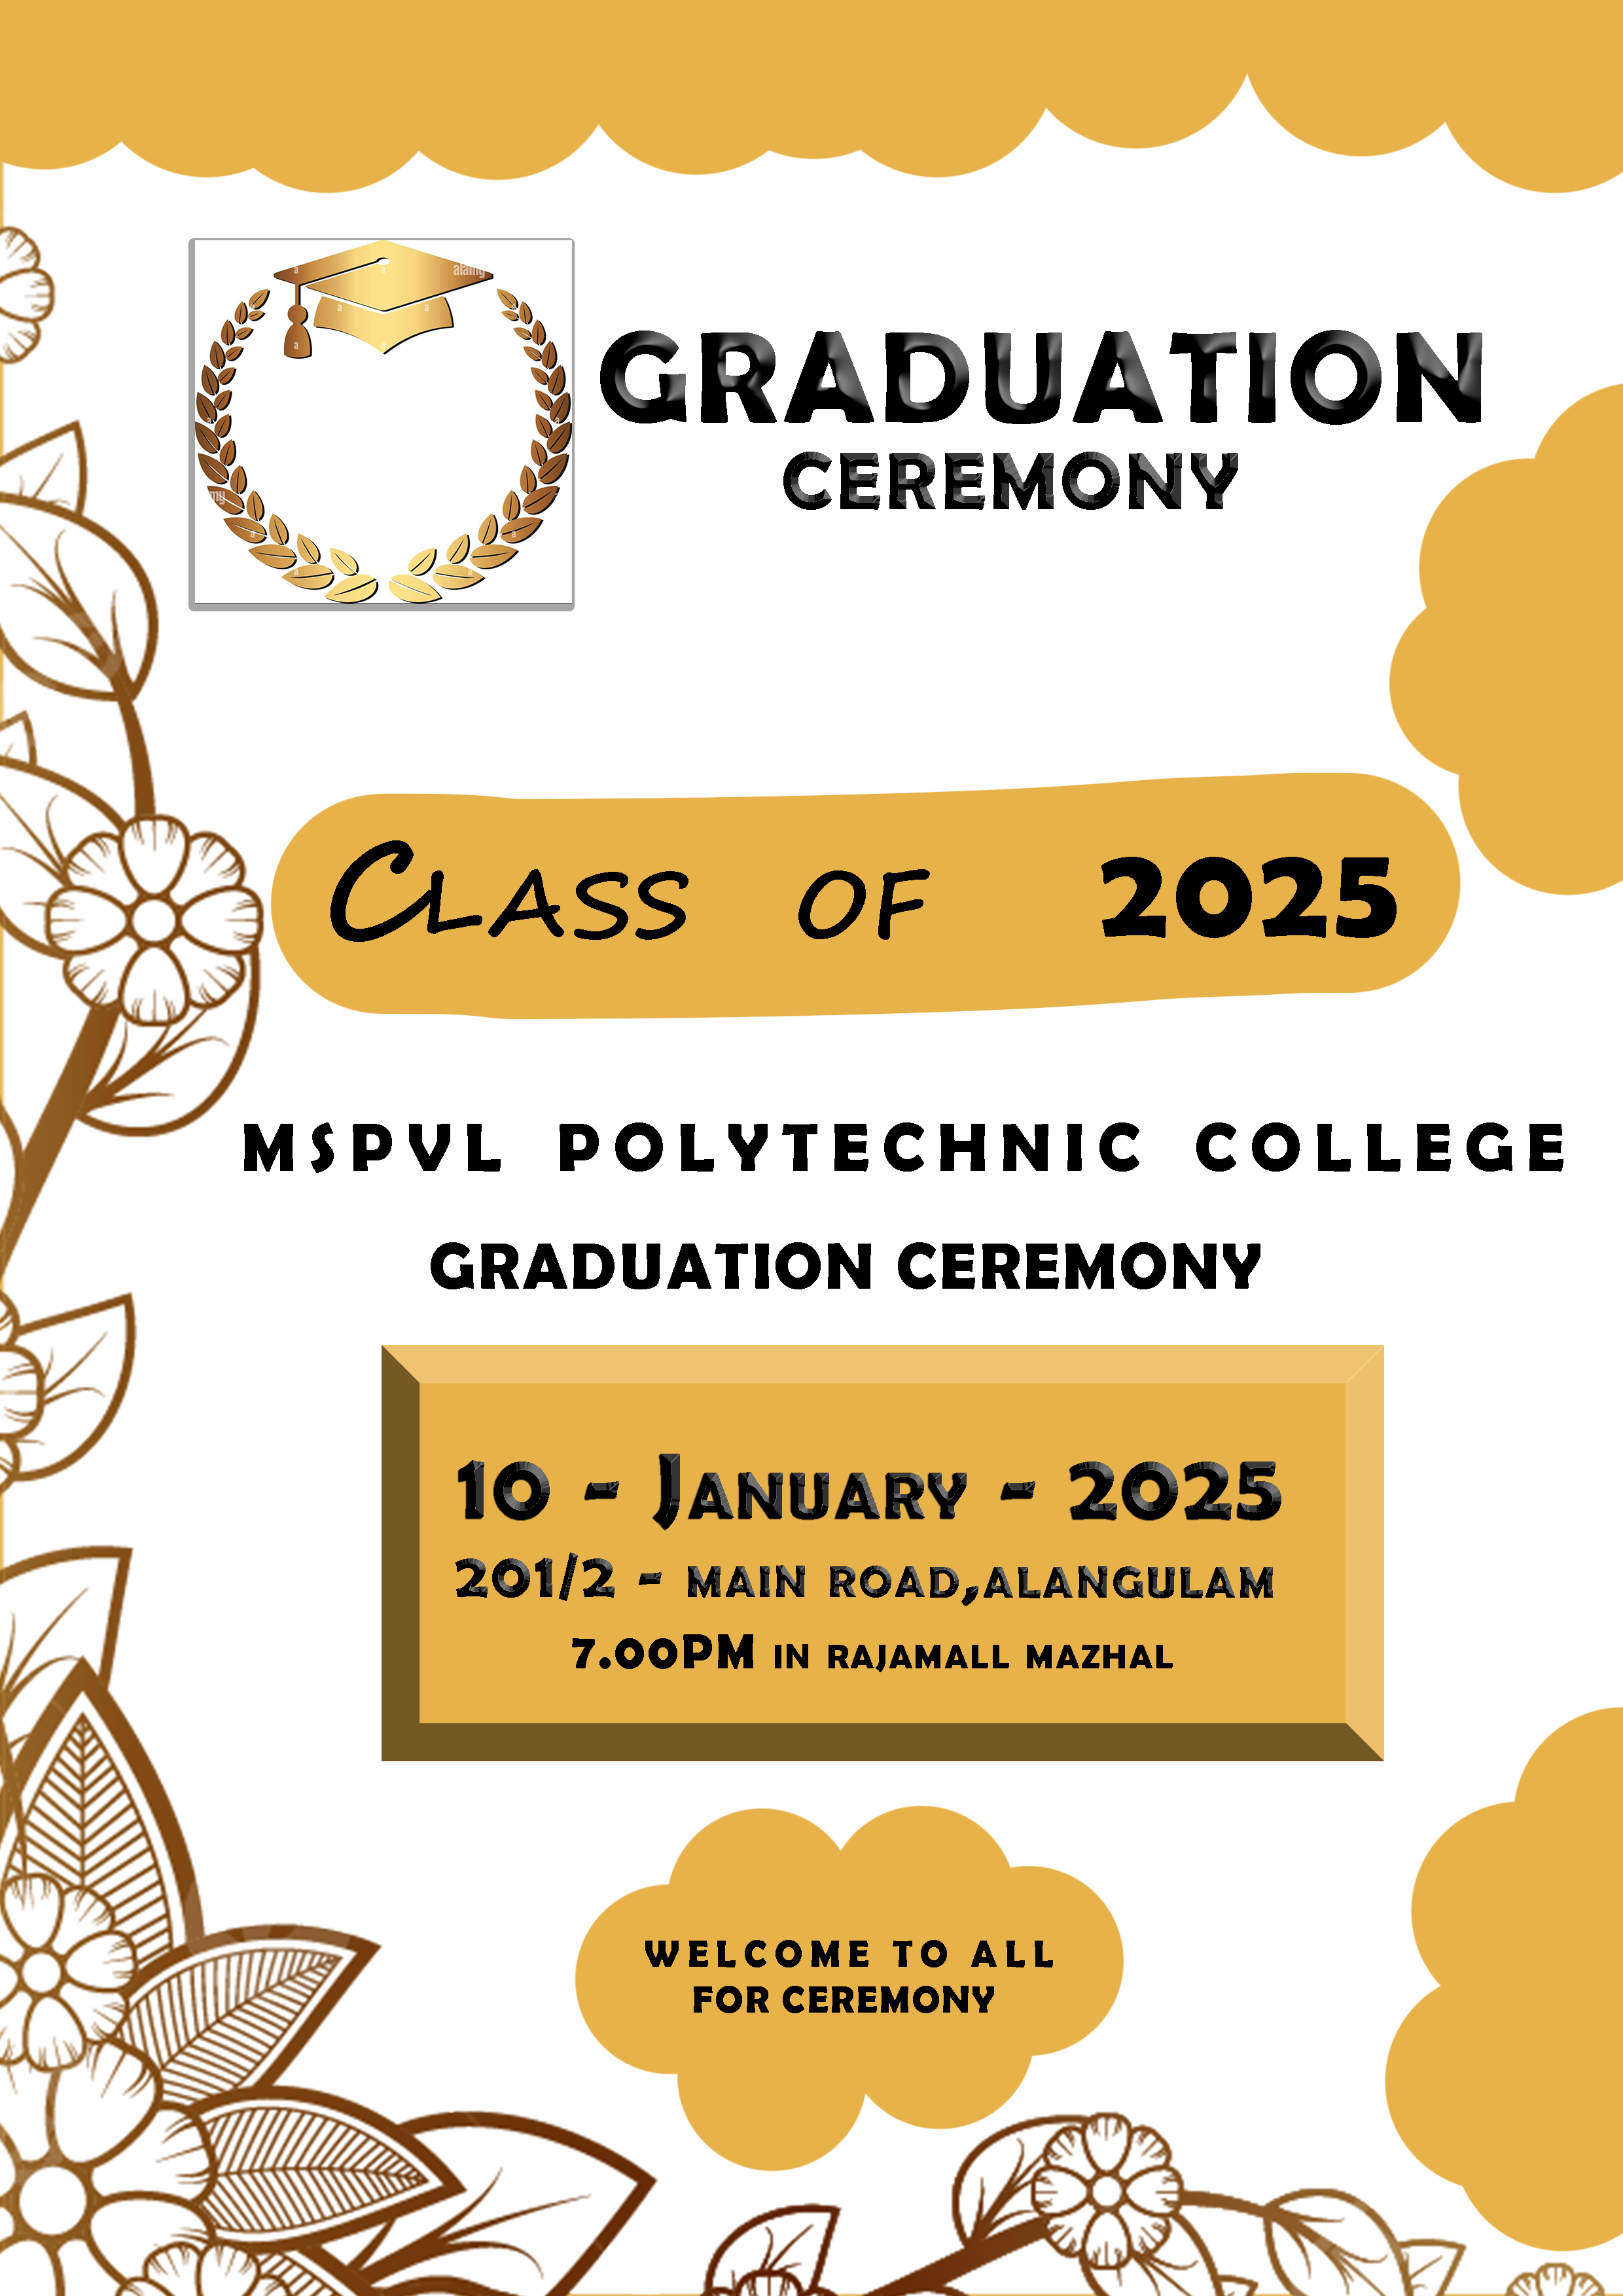 GRADUATION
CEREMONY
CLASS OF 2025
MSPVL POLYTECHNIC COLLEGE
GRADUATION CEREMONY
10 - JANUARY - 2025
201/2 - MAIN ROAD,ALANGULAM
7.00PM IN RAJAMALL MAZHAL
WELCOME TO ALL
FOR CEREMONY